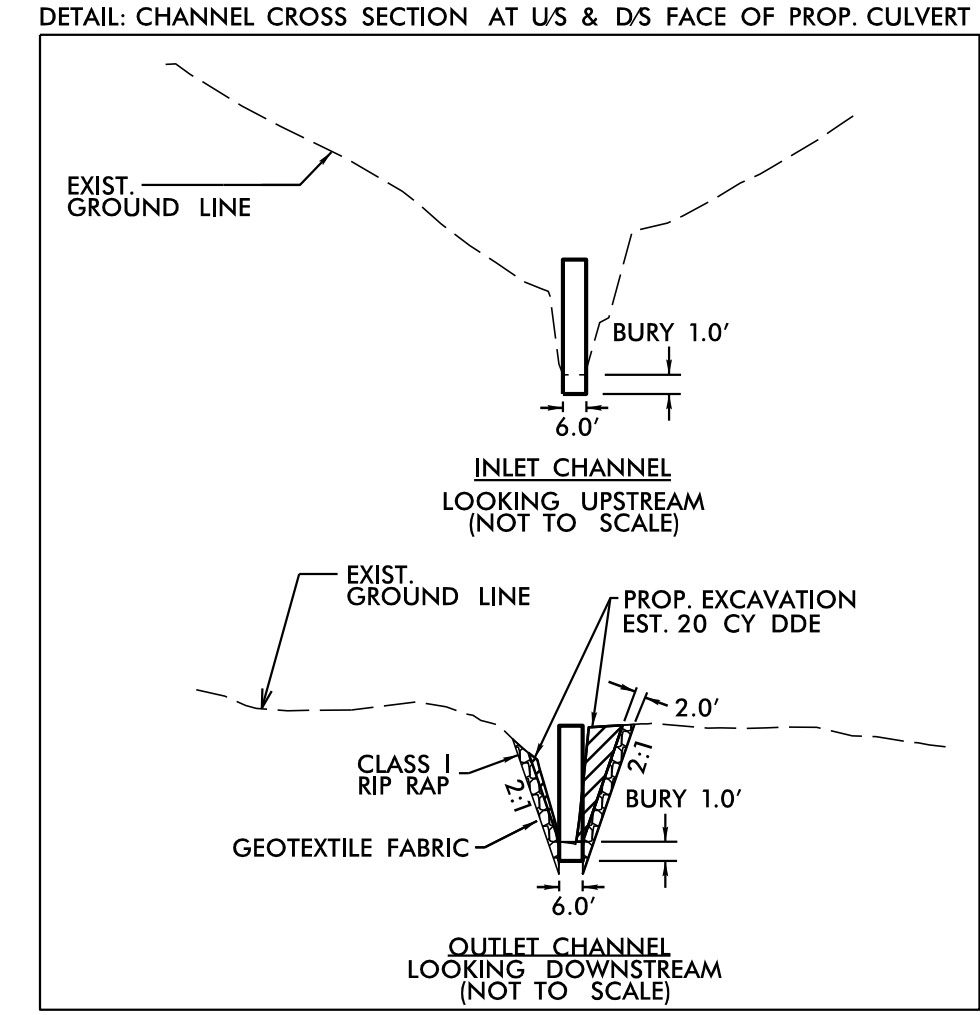 DETAIL: CHANNEL CROSS SECTION AT U/S & D/S FACE OF PROP. CULVERT
EXIST.
GROUND LINE
BURY 1.0'
6.0'
INLET CHANNEL
LOOKING UPSTREAM
(NOT TO SCALE)
EXIST.
GROUND LINE
PROP. EXCAVATION
EST. 20 CY DDE
2.0'
CLASS I
RIP RAP
2:1
2:1
BURY 1.0'
GEOTEXTILE FABRIC
6.0'
OUTLET CHANNEL
LOOKING DOWNSTREAM
(NOT TO SCALE)